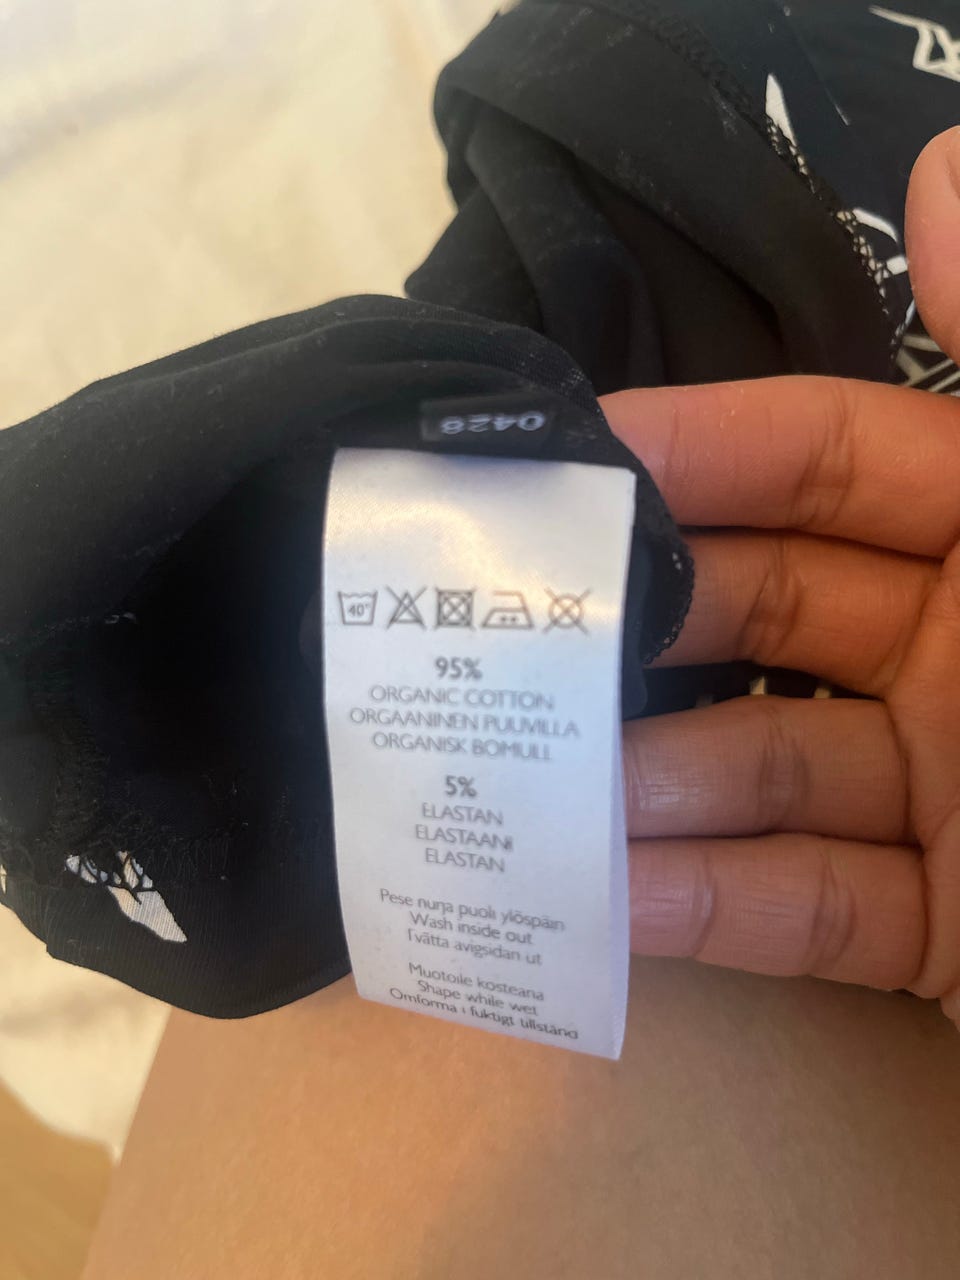 0428
40°
95%
ORGANIC COTTON
ORGAANINEN PUUVILLA
ORGANISK BOMULL
5%
ELASTAN
ELASTAANI
ELASTAN
Pese nurja puoli ylöspäin
Wash inside out
Tvätta avigsidan ut
Muotoile kosteana
Shape while wet
Omforma i fuktigt tillstånd